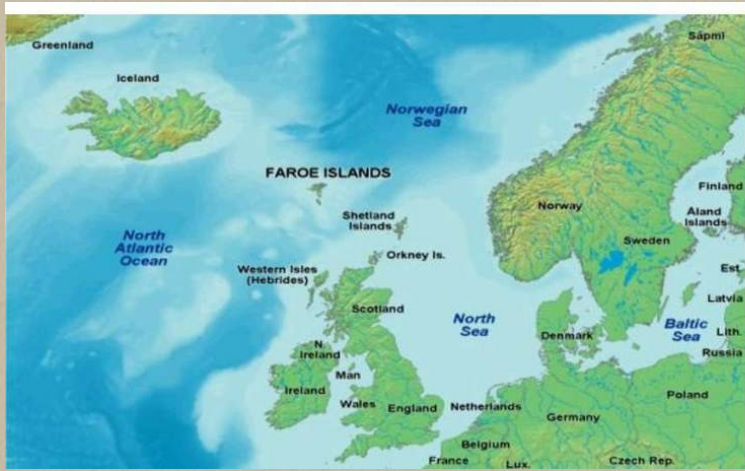 Greenland
Sápmi
Iceland
Norwegian
Sea
FAROE ISLANDS
Finland
Norway
Shetland
Islands
Åland
Islands
North
Atlantic
Ocean
Sweden
Orkney Is.
Western Isles
(Hebrides)
Est.
Latvia
Scotland
North
Sea
Baltic
Sea
Denmark
Lith.
N.
Ireland
Russia
Man
Ireland
Poland
Wales
England
Netherlands
Germany
Belgium
France
Lux.
Czech Rep.